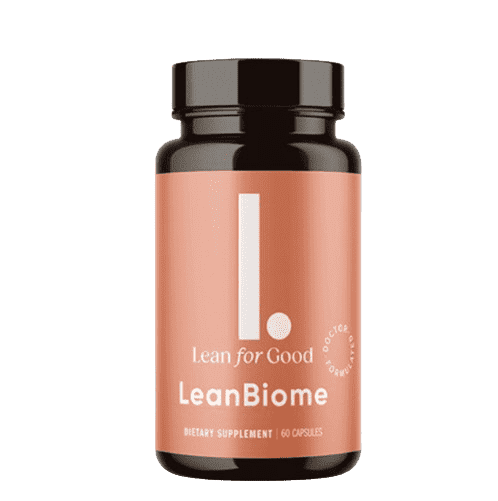 l.
Lean for Good
DOCTOR FORMULATED
LeanBiome
DIETARY SUPPLEMENT | 60 CAPSULES